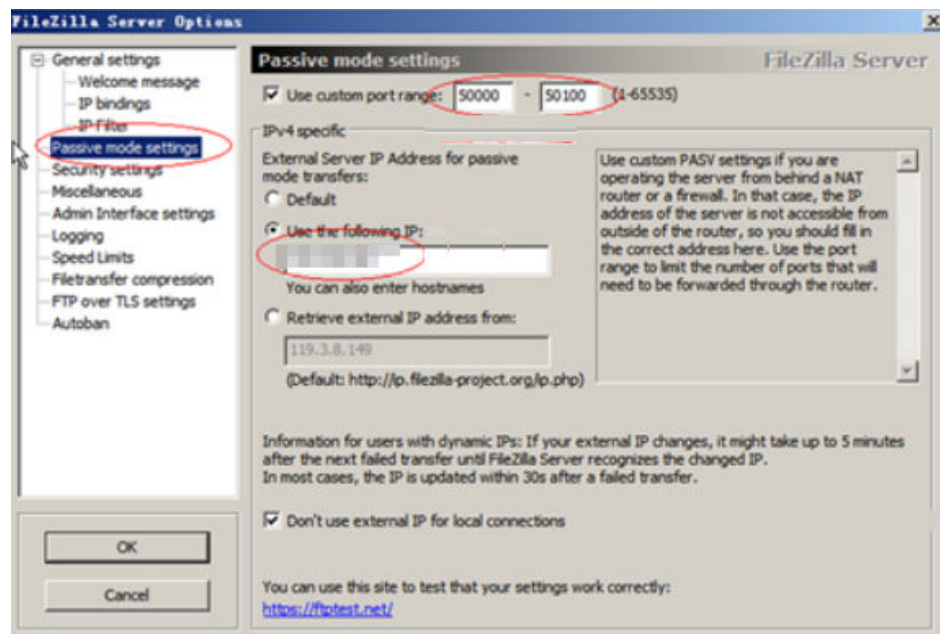 FileZilla Server Options
General settings
Welcome message
IP bindings
IP Filter
Passive mode settings
Security settings
Miscellaneous
Admin Interface settings
Logging
Speed Limits
Filetransfer compression
FTP over TLS settings
Autoban
OK
Cancel
Passive mode settings
FileZilla Server
Use custom port range: 50000 - 50100 (1-65535)
IPv4 specific
External Server IP Address for passive
mode transfers:
Default
Use the following IP:
You can also enter hostnames
Retrieve external IP address from:
119.3.8.149
(Default: http://ip.filezilla-project.org/ip.php)
Use custom PASV settings if you are
operating the server from behind a NAT
router or a firewall. In that case, the IP
address of the server is not accessible from
outside of the router, so you should fill in
the correct address here. Use the port
range to limit the number of ports that will
need to be forwarded through the router.
Information for users with dynamic IPs: If your external IP changes, it might take up to 5 minutes
after the next failed transfer until FileZilla Server recognizes the changed IP.
In most cases, the IP is updated within 30s after a failed transfer.
Don't use external IP for local connections
You can use this site to test that your settings work correctly:
https://ftptest.net/